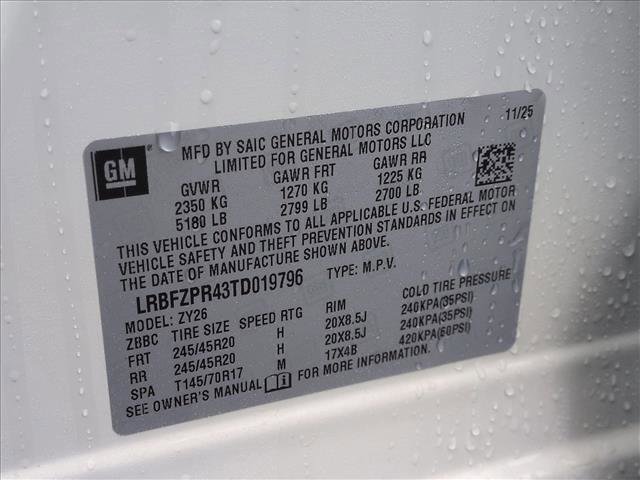 11/25
MFD BY SAIC GENERAL MOTORS CORPORATION
LIMITED FOR GENERAL MOTORS LLC
GM
GVWR GAWR FRT GAWR RR
2350 KG 1270 KG 1225 KG
5180 LB 2799 LB 2700 LB
THIS VEHICLE CONFORMS TO ALL APPLICABLE U.S. FEDERAL MOTOR
VEHICLE SAFETY AND THEFT PREVENTION STANDARDS IN EFFECT ON
THE DATE OF MANUFACTURE SHOWN ABOVE.
LRBFZPR43TD019796 TYPE: M.P.V.
MODEL: ZY26
ZBBC TIRE SIZE SPEED RTG RIM COLD TIRE PRESSURE
FRT 245/45R20 H 20X8.5J 240KPA(35PSI)
RR 245/45R20 H 20X8.5J 240KPA(35PSI)
SPA T145/70R17 M 17X4B 420KPA(60PSI)
SEE OWNER'S MANUAL FOR MORE INFORMATION.